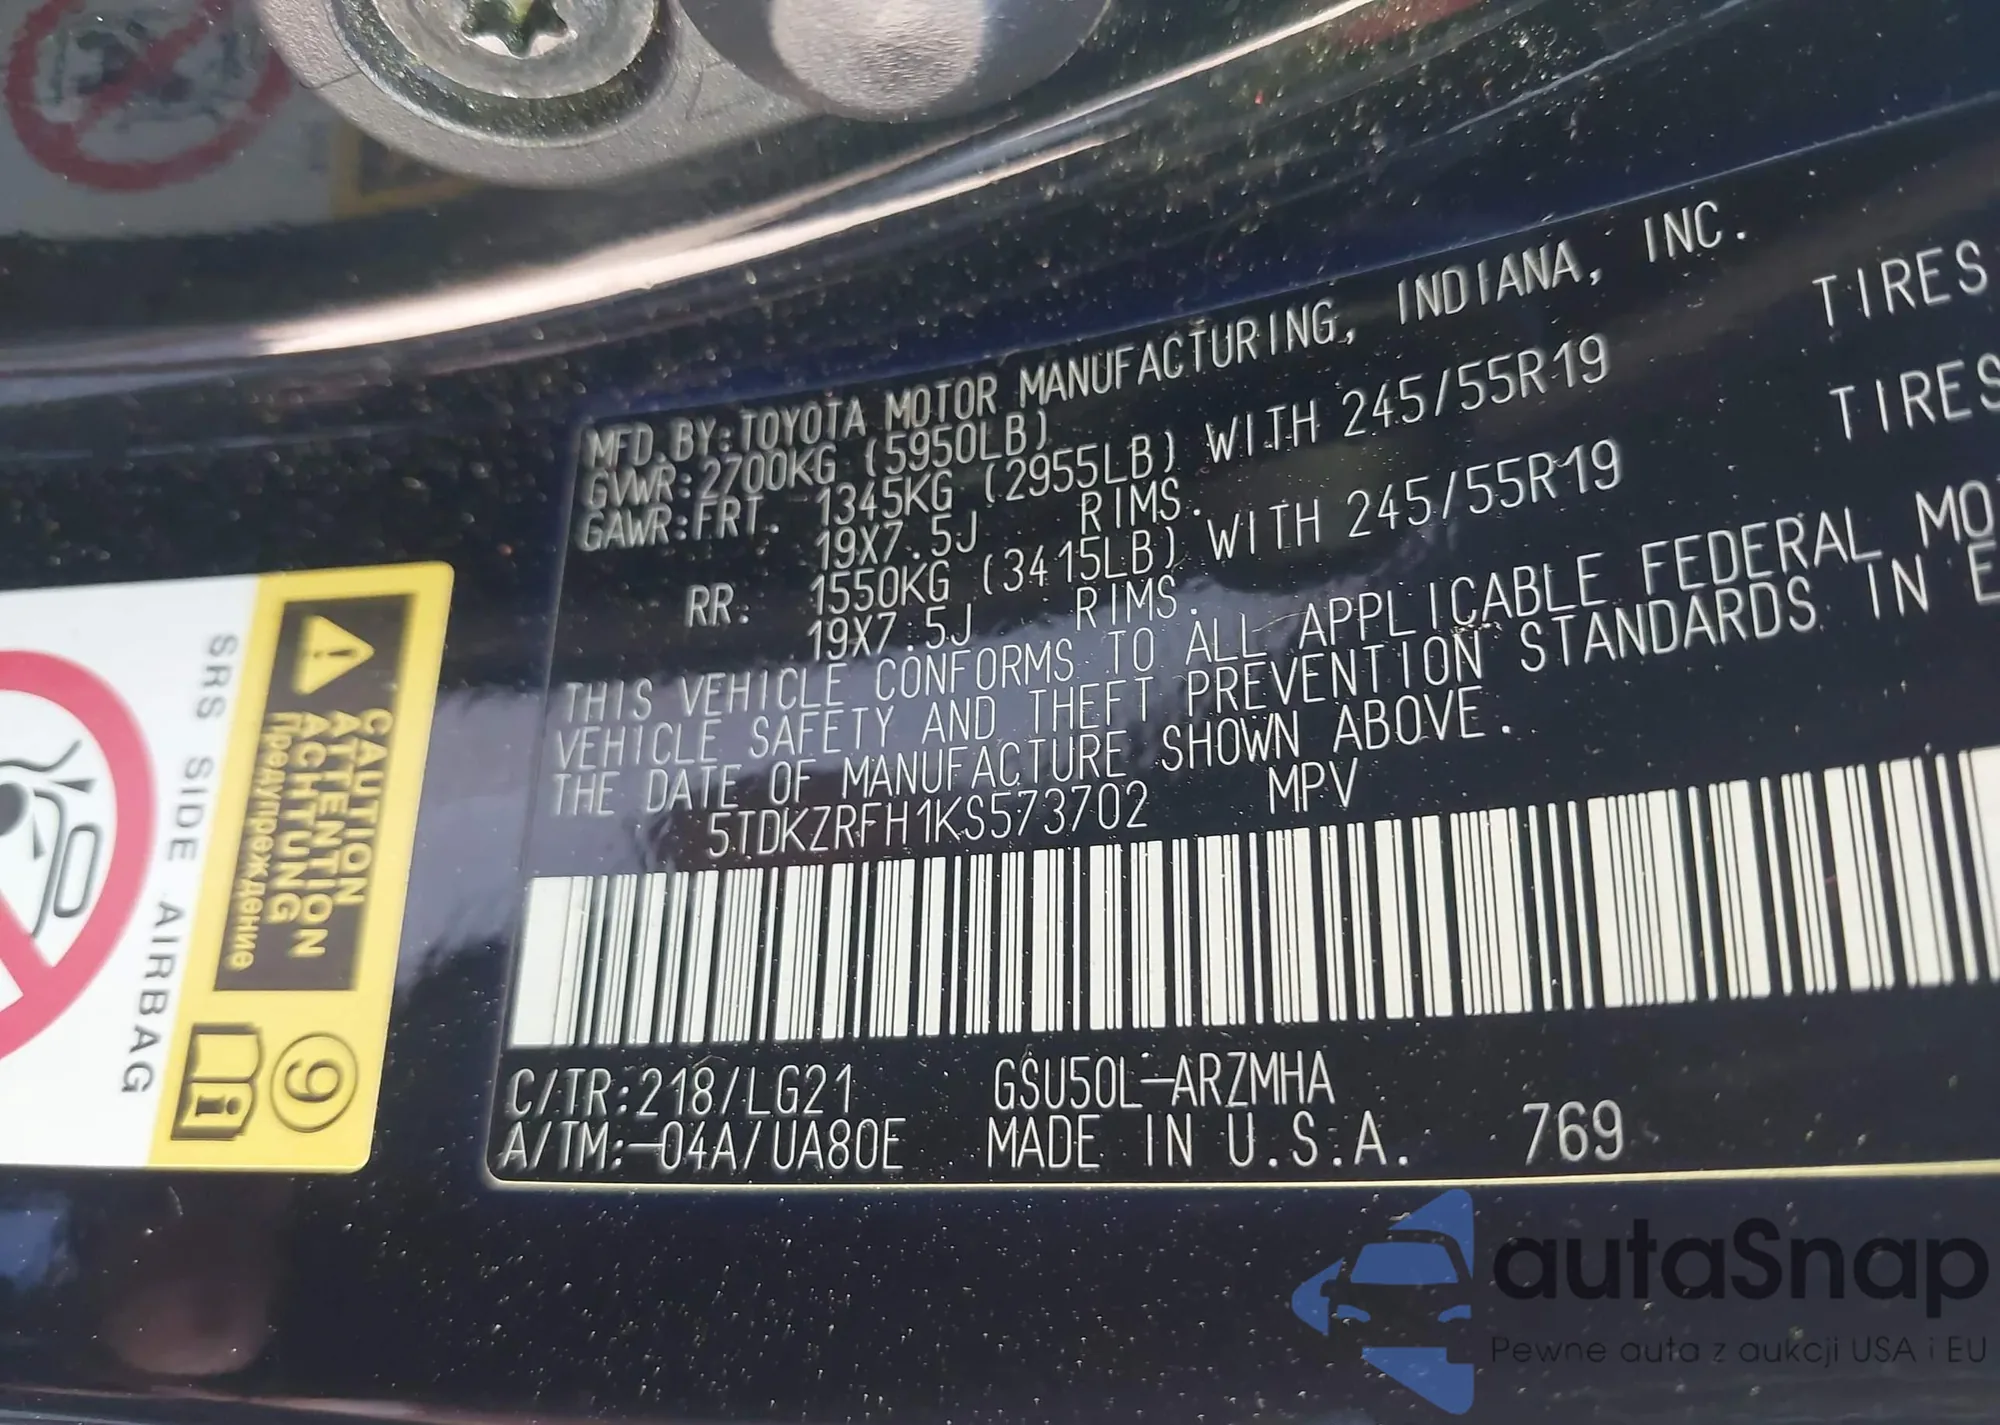 MFD.BY:TOYOTA MOTOR MANUFACTURING, INDIANA, INC.
GVWR:2700KG (5950LB)
GAWR:FRT. 1345KG (2955LB) WITH 245/55R19 TIRES
19X7.5J RIMS.
RR. 1550KG (3415LB) WITH 245/55R19 TIRES
19X7.5J RIMS.
THIS VEHICLE CONFORMS TO ALL APPLICABLE FEDERAL
VEHICLE SAFETY AND THEFT PREVENTION STANDARDS IN
THE DATE OF MANUFACTURE SHOWN ABOVE.
5TDKZRFH1KS573702 MPV
C/TR:218/LG21 GSU50L-ARZMHA
A/TM:-04A/UA80E MADE IN U.S.A. 769
CAUTION
ATTENTION
ACHTUNG
Предупреждение
SRS SIDE AIRBAG
9
i
autaSnap
Pewne auta z aukcji USA i EU